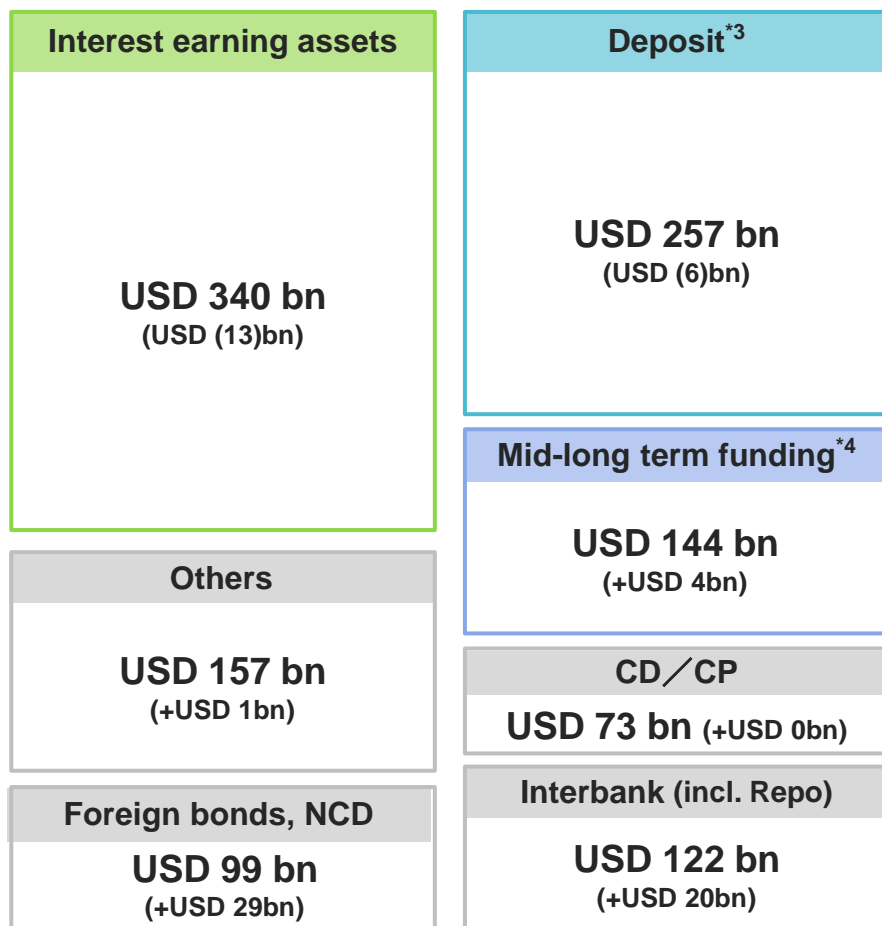 Interest earning assets
USD 340 bn
(USD (13)bn)
Others
USD 157 bn
(+USD 1bn)
Foreign bonds, NCD
USD 99 bn
(+USD 29bn)
Deposit*3
USD 257 bn
(USD (6)bn)
Mid-long term funding*4
USD 144 bn
(+USD 4bn)
CD／CP
USD 73 bn (+USD 0bn)
Interbank (incl. Repo)
USD 122 bn
(+USD 20bn)